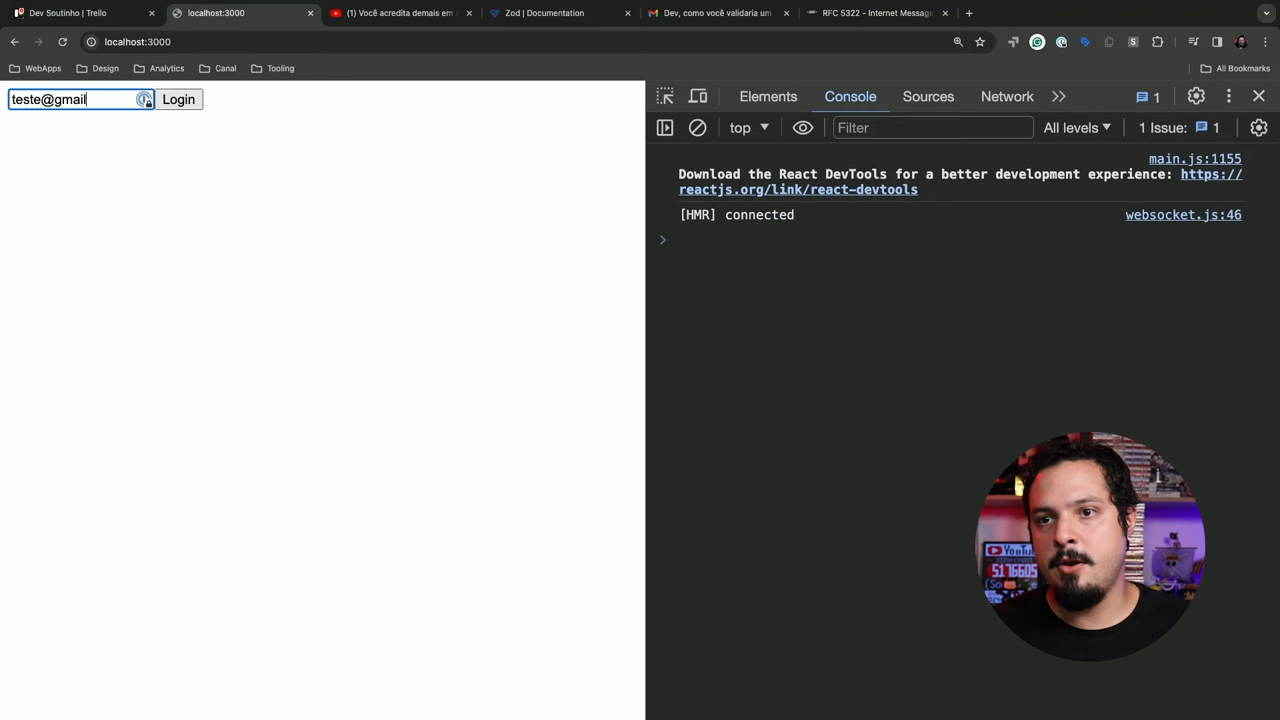 Dev Soutinho | Trello
localhost:3000
(1) Você acredita demais em
Zod | Documentation
Dev, como você validaria um
RFC 5322 - Internet Messag
localhost:3000
WebApps
Design
Analytics
Canal
Tooling
All Bookmarks
teste@gmail
Login
Elements
Console
Sources
Network
1
top
Filter
All levels
1 Issue:
1
main.js:1155
Download the React DevTools for a better development experience: https://
reactjs.org/link/react-devtools
[HMR] connected
websocket.js:46
YouTube
5176605